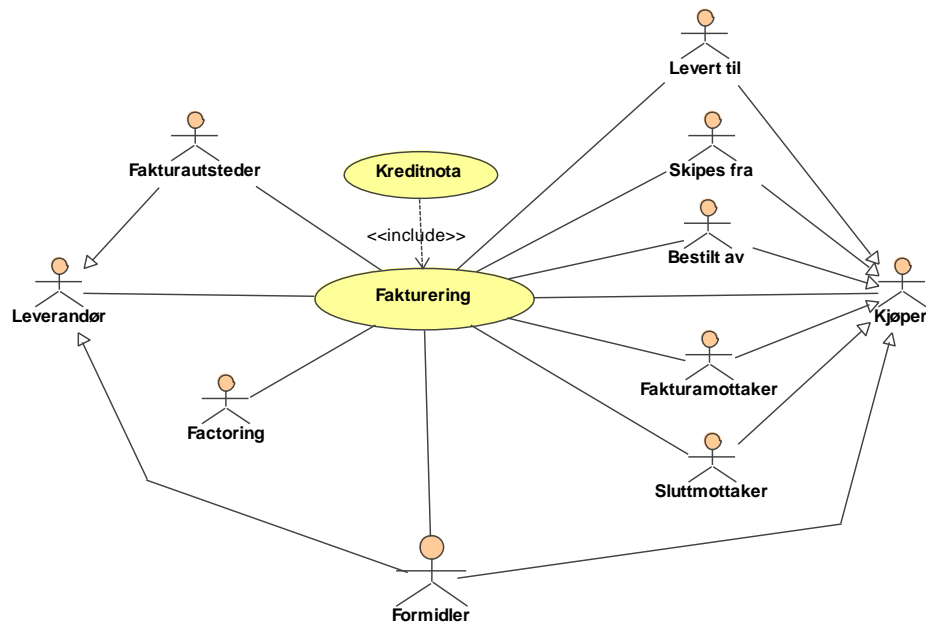 Levert til
Fakturautsteder
Kreditnota
Skipes fra
<<include>>
Bestilt av
Leverandør
Fakturering
Kjøper
Fakturamottaker
Factoring
Sluttmottaker
Formidler